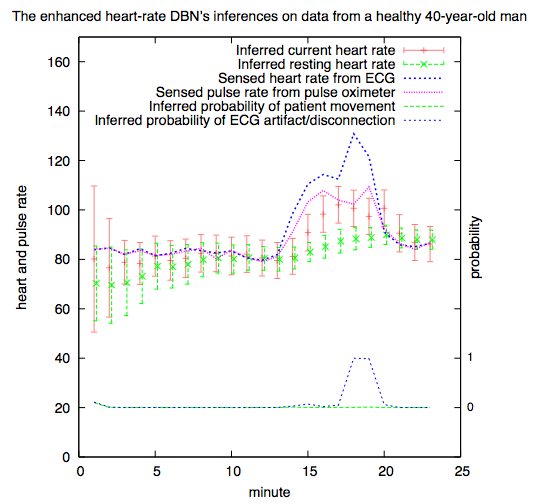 The enhanced heart-rate DBN's inferences on data from a healthy 40-year-old man
Inferred current heart rate
Inferred resting heart rate
Sensed heart rate from ECG
Sensed pulse rate from pulse oximeter
Inferred probability of patient movement
Inferred probability of ECG artifact/disconnection
160
140
120
100
80
60
40
20
0
heart and pulse rate
1
0
probability
0 5 10 15 20 25
minute